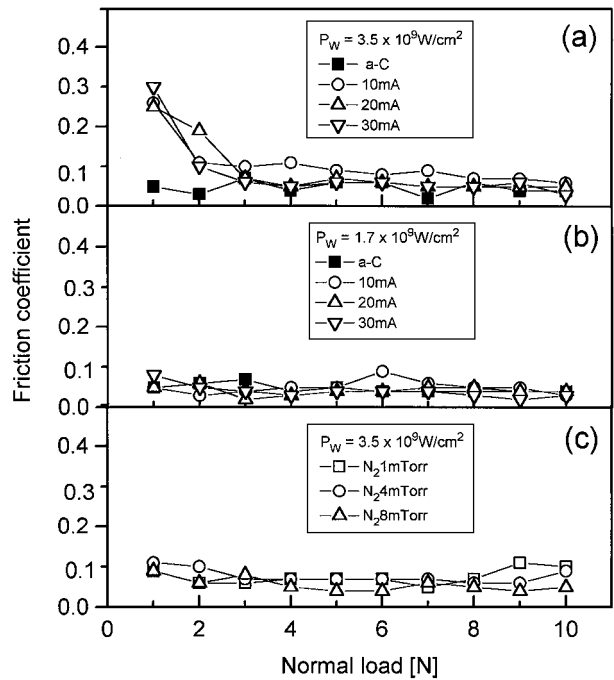 (a)
P_W = 3.5 x 10^9 W/cm^2
a-C
10mA
20mA
30mA
0.4
0.3
0.2
0.1
0.0
(b)
P_W = 1.7 x 10^9 W/cm^2
a-C
10mA
20mA
30mA
0.4
0.3
0.2
0.1
0.0
(c)
P_W = 3.5 x 10^9 W/cm^2
N_2 1mTorr
N_2 4mTorr
N_2 8mTorr
0.4
0.3
0.2
0.1
0.0
0 2 4 6 8 10
Normal load [N]
Friction coefficient